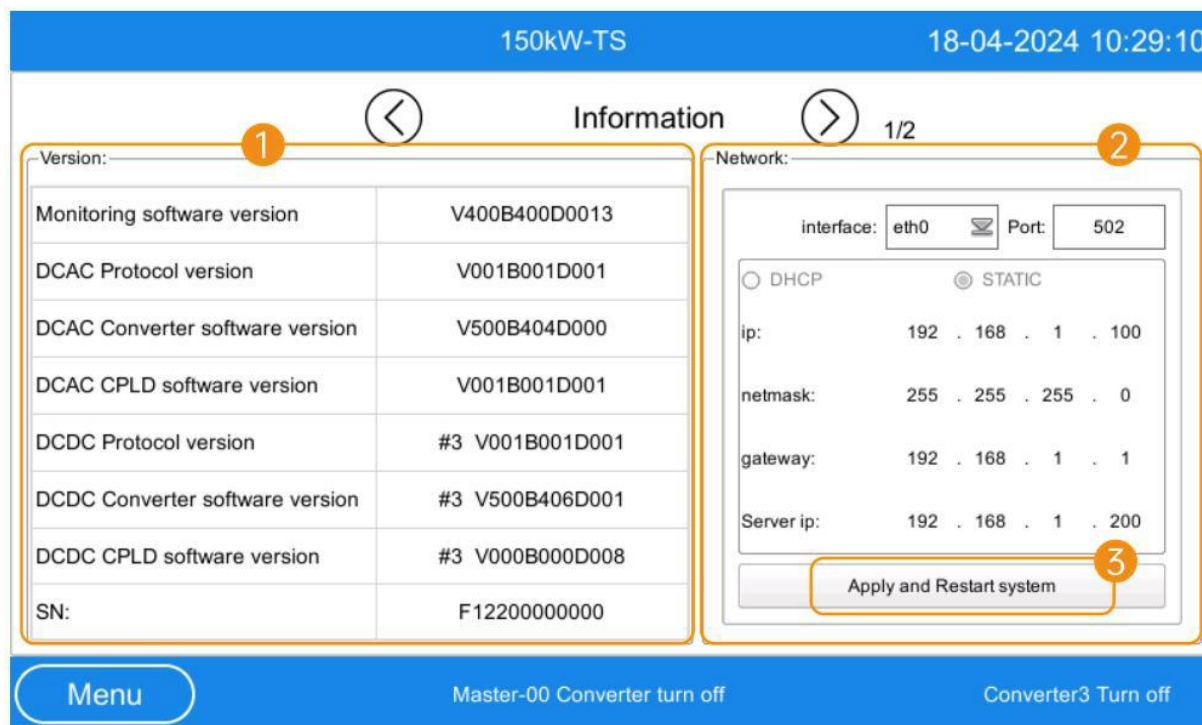 150kW-TS 18-04-2024 10:29:10
Information 1/2
1
Version:
Monitoring software version V400B400D0013
DCAC Protocol version V001B001D001
DCAC Converter software version V500B404D000
DCAC CPLD software version V001B001D001
DCDC Protocol version #3 V001B001D001
DCDC Converter software version #3 V500B406D001
DCDC CPLD software version #3 V000B000D008
SN: F12200000000
2
Network:
interface: eth0 Port: 502
DHCP STATIC
ip: 192 . 168 . 1 . 100
netmask: 255 . 255 . 255 . 0
gateway: 192 . 168 . 1 . 1
Server ip: 192 . 168 . 1 . 200
3
Apply and Restart system
Menu Master-00 Converter turn off Converter3 Turn off